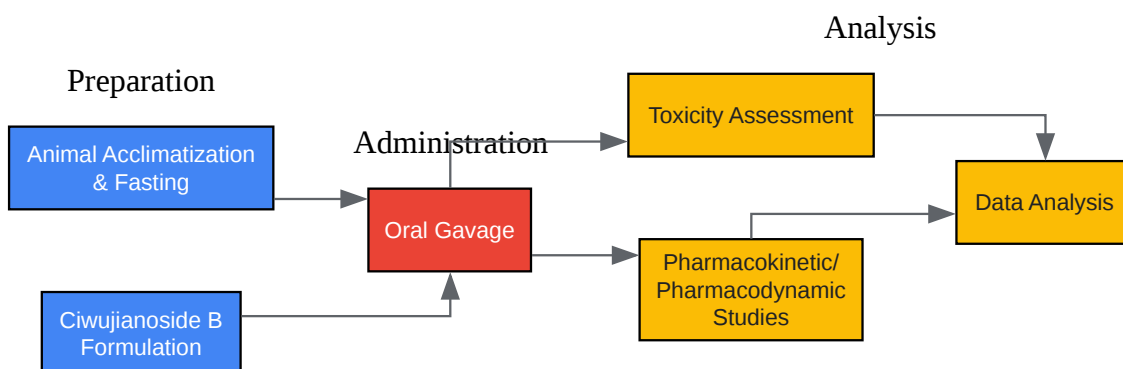 Preparation
Animal Acclimatization
& Fasting
Ciwujianoside B
Formulation
Administration
Oral Gavage
Analysis
Toxicity Assessment
Pharmacokinetic/
Pharmacodynamic
Studies
Data Analysis